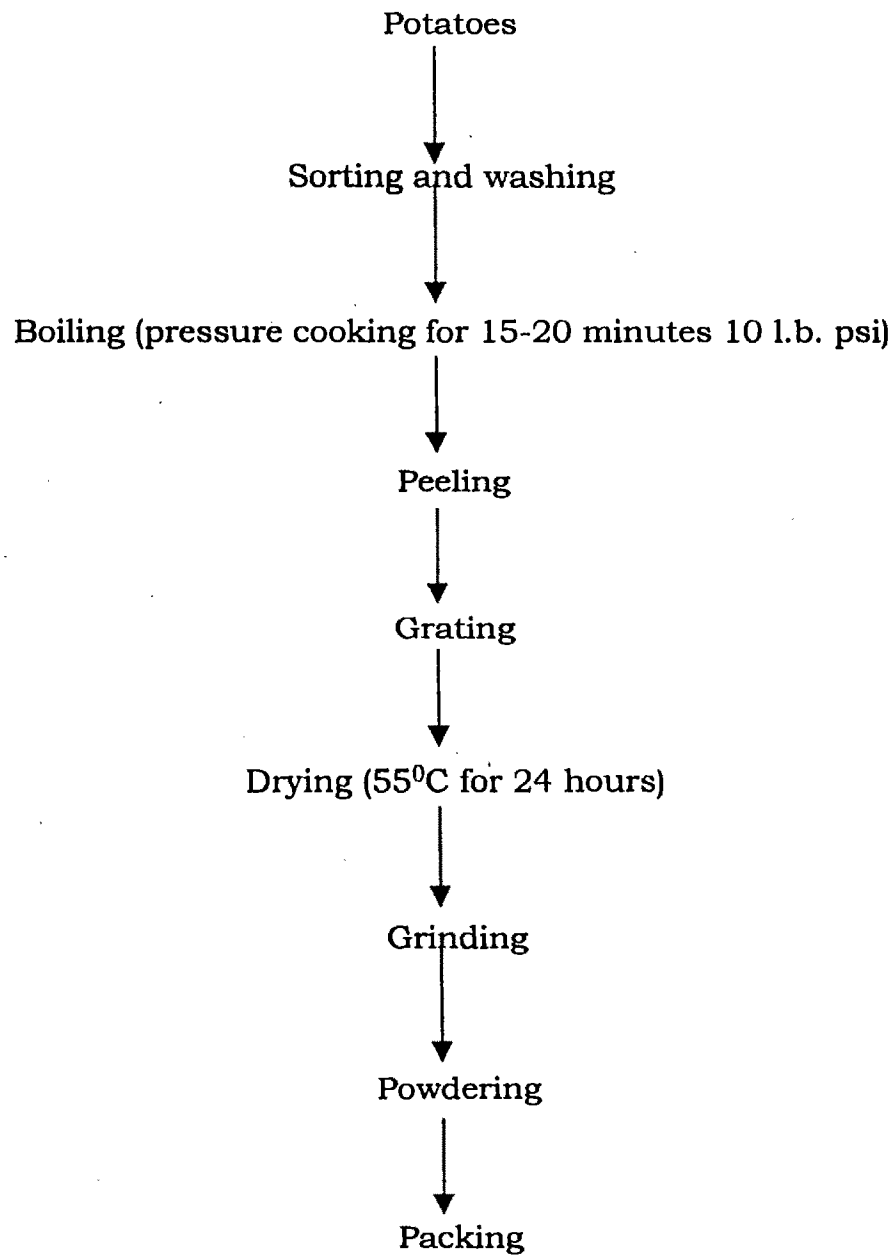 Potatoes
Sorting and washing
Boiling (pressure cooking for 15-20 minutes 10 l.b. psi)
Peeling
Grating
Drying (55⁰C for 24 hours)
Grinding
Powdering
Packing